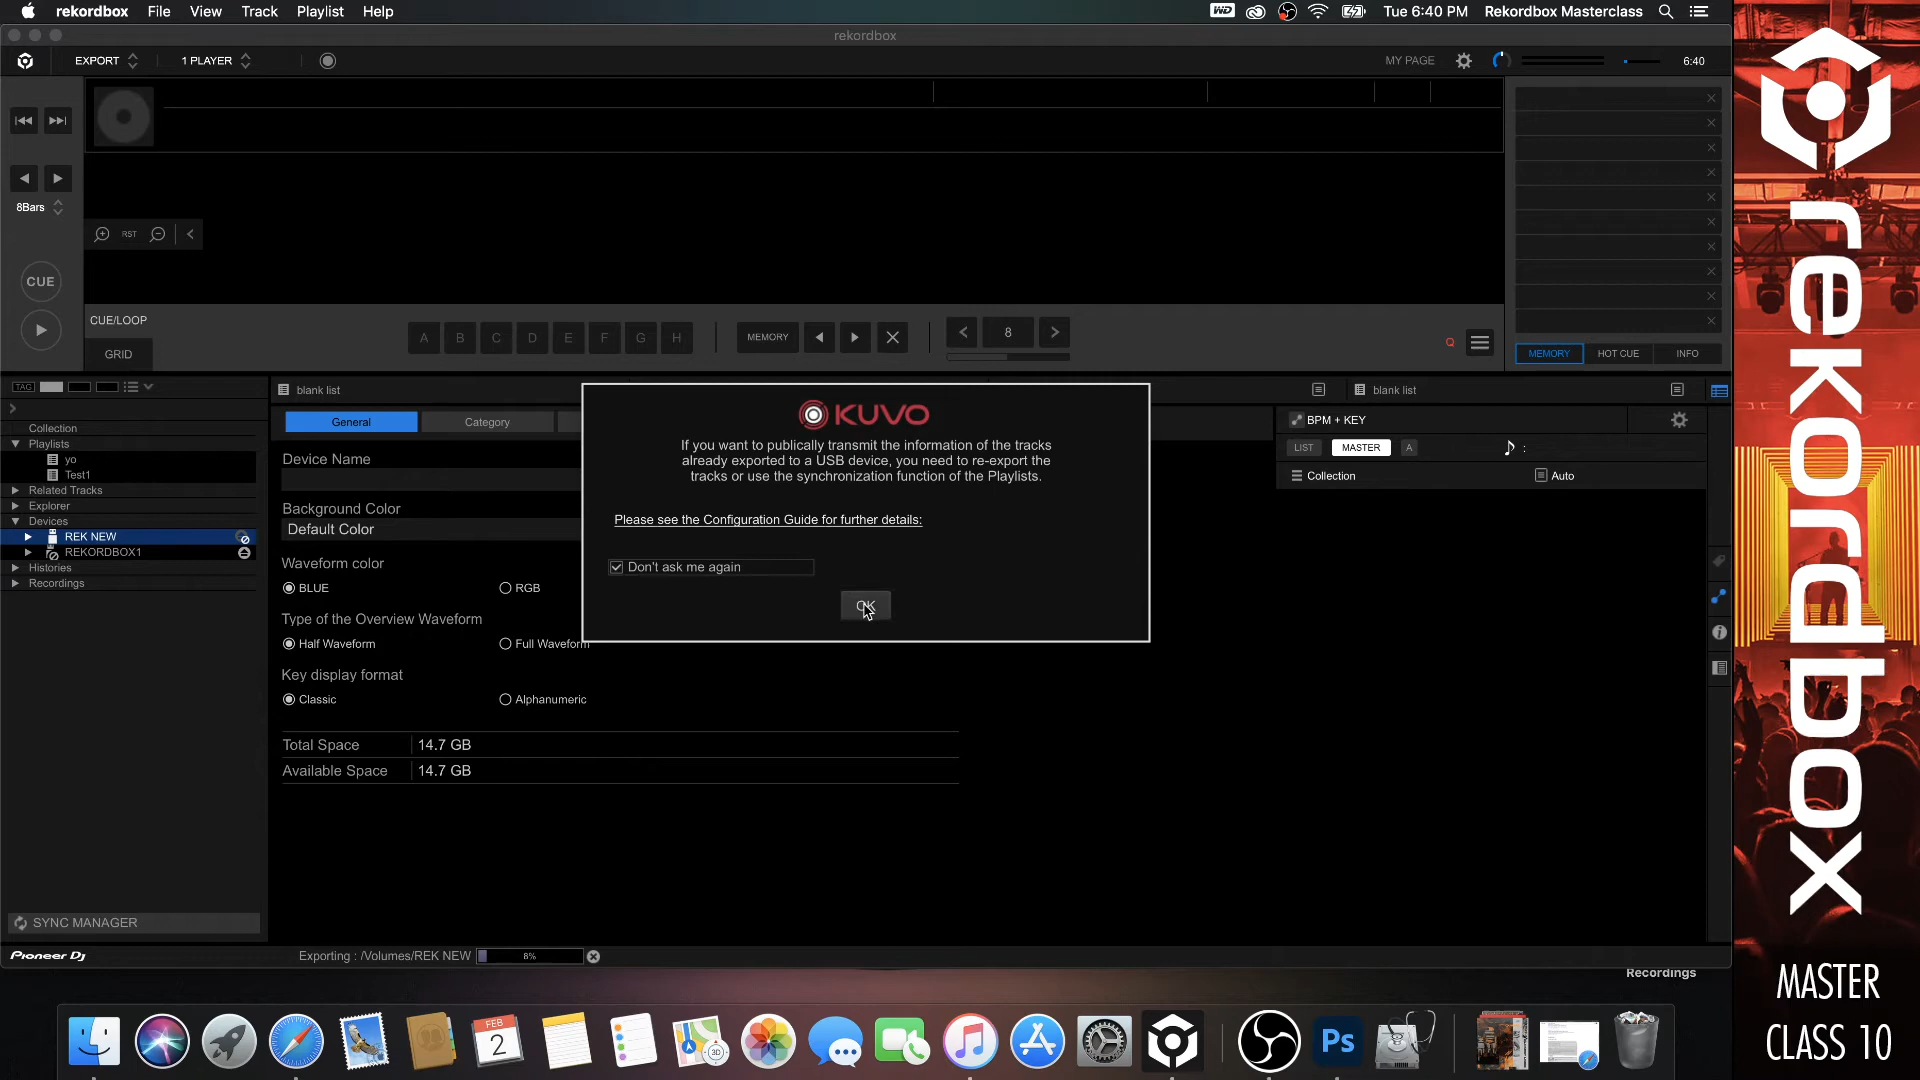 rekordbox File View Track Playlist Help
WD Tue 6:40 PM Rekordbox Masterclass
rekordbox
EXPORT 1 PLAYER
MY PAGE 6:40
8Bars
RST
CUE
CUE/LOOP
GRID
A B C D E F G H
MEMORY
8
Q
MEMORY HOT CUE INFO
TAG
Collection
Playlists
yo
Test1
Related Tracks
Explorer
Devices
REK NEW
REKORDBOX1
Histories
Recordings
SYNC MANAGER
blank list
General Category
Device Name
Background Color
Default Color
Waveform color
BLUE RGB
Type of the Overview Waveform
Half Waveform Full Waveform
Key display format
Classic Alphanumeric
Total Space 14.7 GB
Available Space 14.7 GB
KUVO
If you want to publically transmit the information of the tracks
already exported to a USB device, you need to re-export the
tracks or use the synchronization function of the Playlists.
Please see the Configuration Guide for further details:
Don't ask me again
OK
blank list
BPM + KEY
LIST MASTER A :
Collection Auto
Pioneer Dj
Exporting : /Volumes/REK NEW 8%
Recordings
FEB
2
3D
Ps
rekordbox
MASTER
CLASS 10